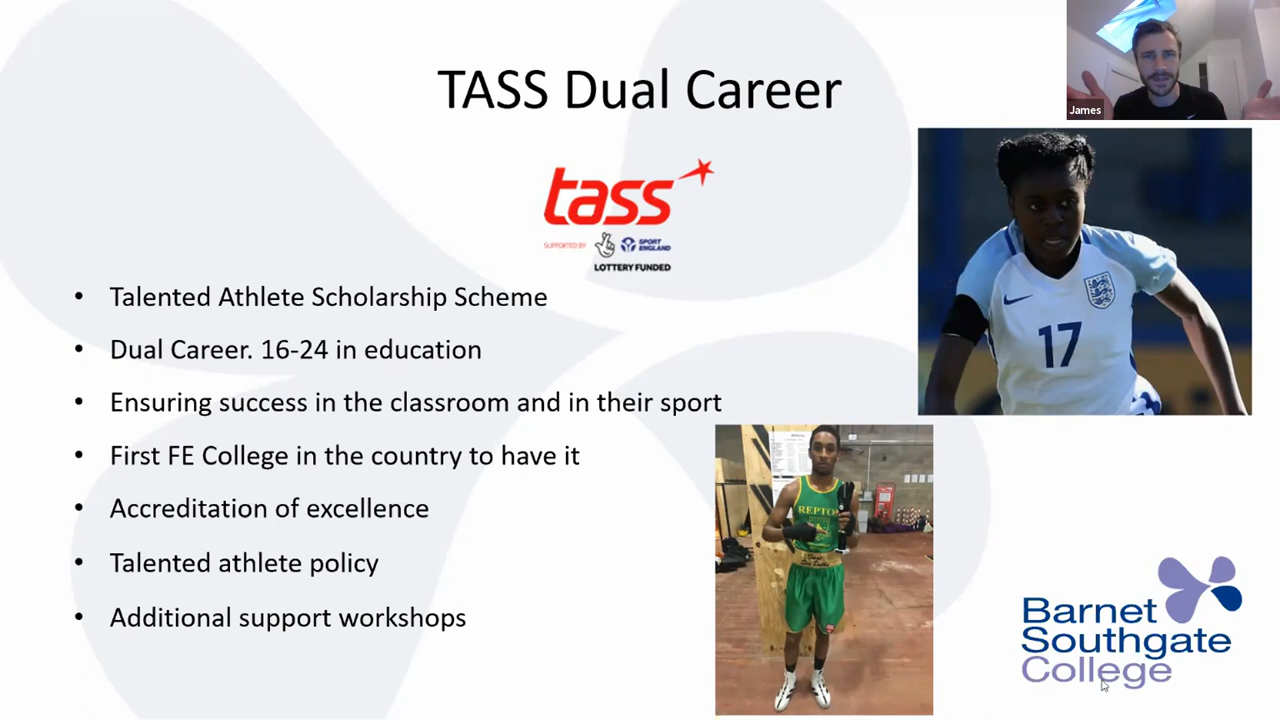 TASS Dual Career
James
tass
SUPPORTED BY
SPORT
ENGLAND
LOTTERY FUNDED
• Talented Athlete Scholarship Scheme
• Dual Career. 16-24 in education
• Ensuring success in the classroom and in their sport
• First FE College in the country to have it
• Accreditation of excellence
• Talented athlete policy
• Additional support workshops
17
REPTON
Barnet
Southgate
College